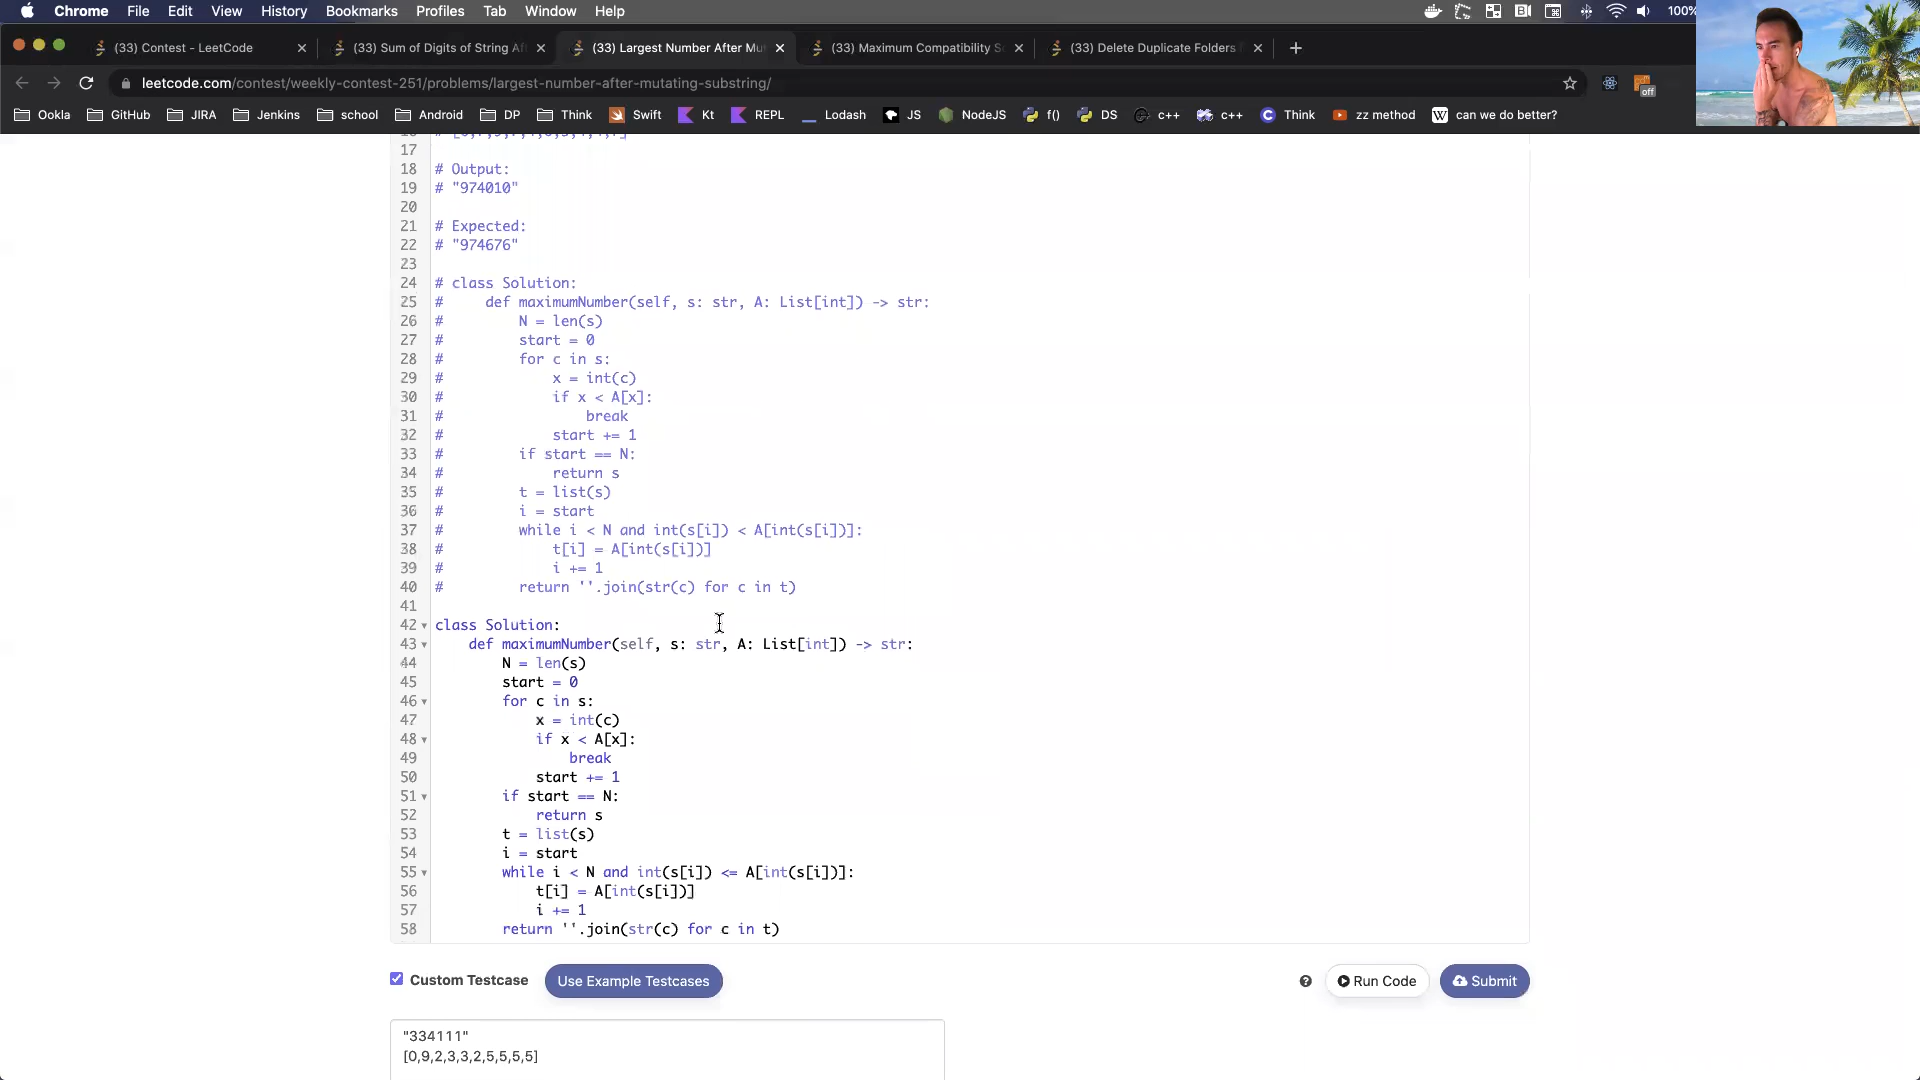 Chrome File Edit View History Bookmarks Profiles Tab Window Help 100%
(33) Contest - LeetCode
(33) Sum of Digits of String Af
(33) Largest Number After Mu
(33) Maximum Compatibility S
(33) Delete Duplicate Folders
leetcode.com/contest/weekly-contest-251/problems/largest-number-after-mutating-substring/
off
Ookla GitHub JIRA Jenkins school Android DP Think Swift Kt REPL Lodash JS NodeJS f() DS c++ c++ Think zz method can we do better?
17
18 # Output:
19 # "974010"
20
21 # Expected:
22 # "974676"
23
24 # class Solution:
25 #     def maximumNumber(self, s: str, A: List[int]) -> str:
26 #         N = len(s)
27 #         start = 0
28 #         for c in s:
29 #             x = int(c)
30 #             if x < A[x]:
31 #                 break
32 #             start += 1
33 #         if start == N:
34 #             return s
35 #         t = list(s)
36 #         i = start
37 #         while i < N and int(s[i]) < A[int(s[i])]:
38 #             t[i] = A[int(s[i])]
39 #             i += 1
40 #         return ''.join(str(c) for c in t)
41
42 class Solution:
43     def maximumNumber(self, s: str, A: List[int]) -> str:
44         N = len(s)
45         start = 0
46         for c in s:
47             x = int(c)
48             if x < A[x]:
49                 break
50             start += 1
51         if start == N:
52             return s
53         t = list(s)
54         i = start
55         while i < N and int(s[i]) <= A[int(s[i])]:
56             t[i] = A[int(s[i])]
57             i += 1
58         return ''.join(str(c) for c in t)
Custom Testcase Use Example Testcases ? Run Code Submit
"334111"
[0,9,2,3,3,2,5,5,5,5]